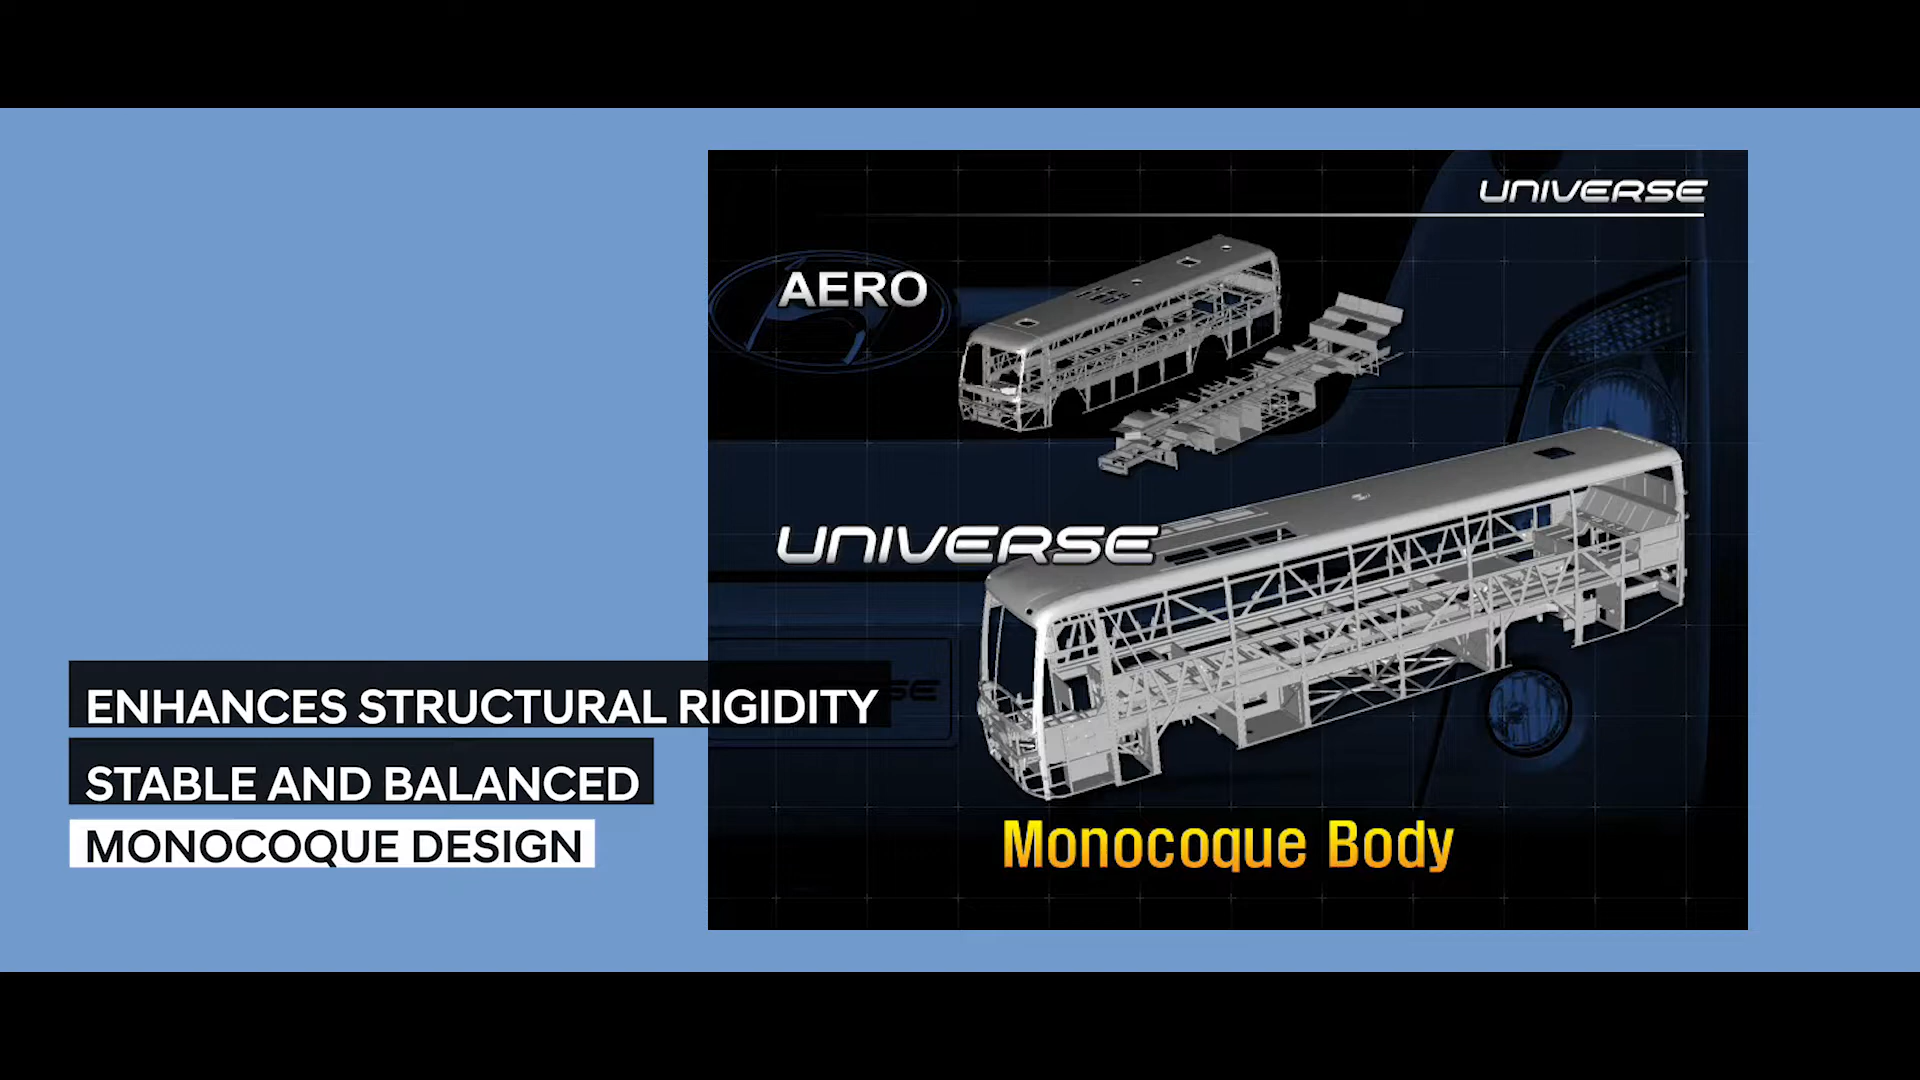 UNIVERSE
AERO
UNIVERSE
ENHANCES STRUCTURAL RIGIDITY
STABLE AND BALANCED
MONOCOQUE DESIGN
Monocoque Body